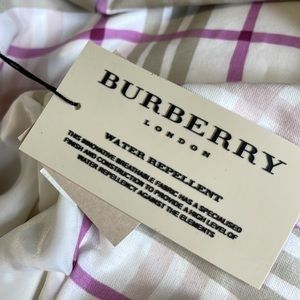 BURBERRY
LONDON
WATER REPELLENT
THIS INNOVATIVE BREATHABLE FABRIC HAS A SPECIALISED
FINISH AND CONSTRUCTION TO PROVIDE A HIGH LEVEL OF
WATER REPELLENCY AGAINST THE ELEMENTS